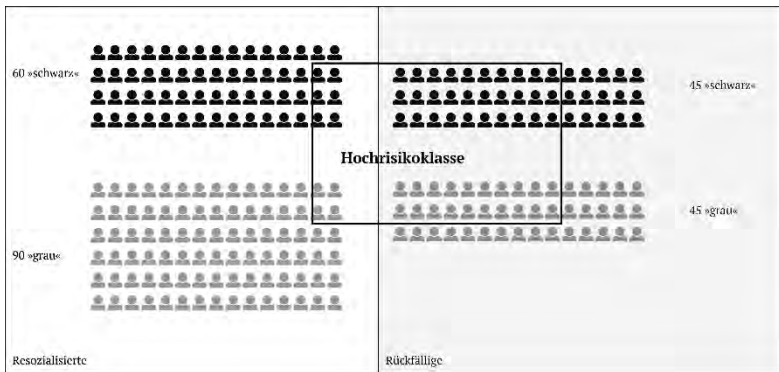 60 »schwarz«
45 »schwarz«
Hochrisikoklasse
45 »grau«
90 »grau«
Resozialisierte
Rückfällige